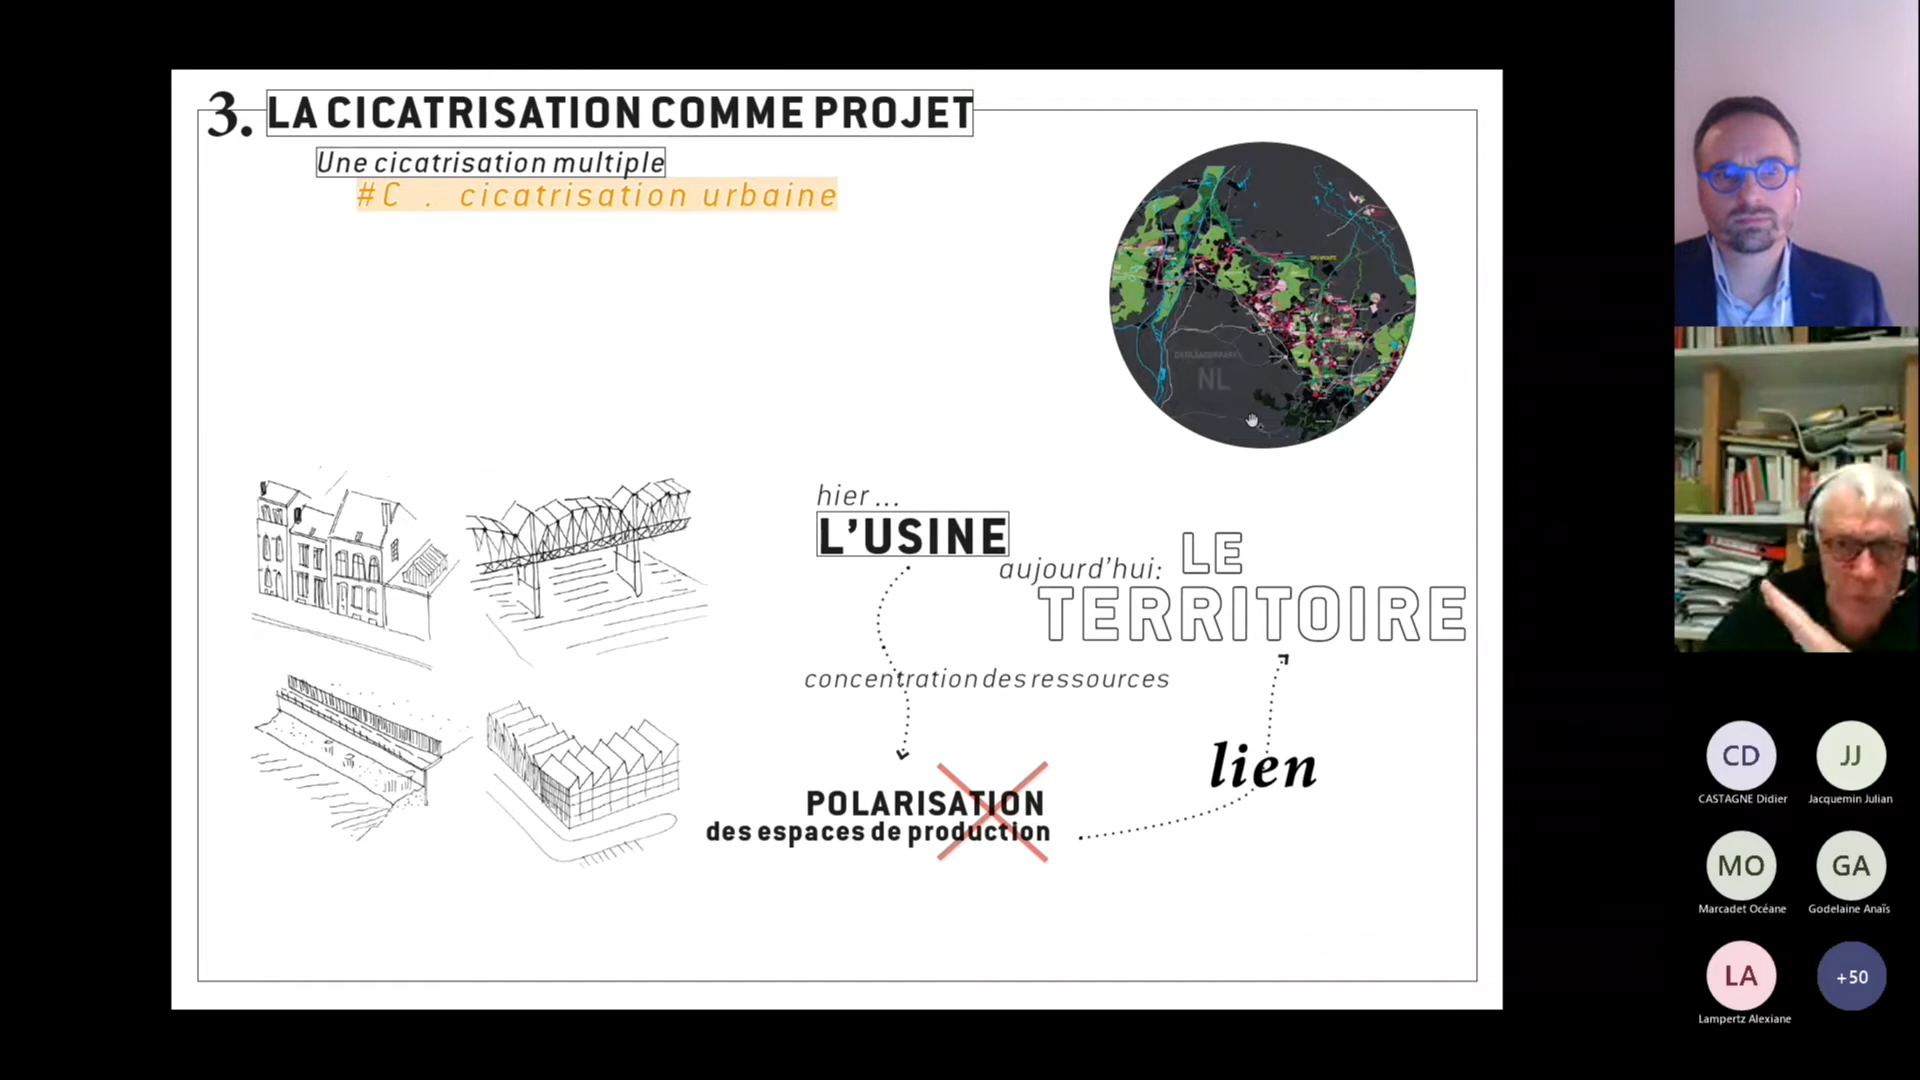 3. LA CICATRISATION COMME PROJET
Une cicatrisation multiple
#C . cicatrisation urbaine
NL
hier ...
L'USINE
aujourd'hui: LE
TERRITOIRE
concentration des ressources
lien
POLARISATION
des espaces de production
CD
CASTAGNE Didier
JJ
Jacquemin Julian
MO
Marcadet Océane
GA
Godelaine Anaïs
LA
Lampertz Alexiane
+50